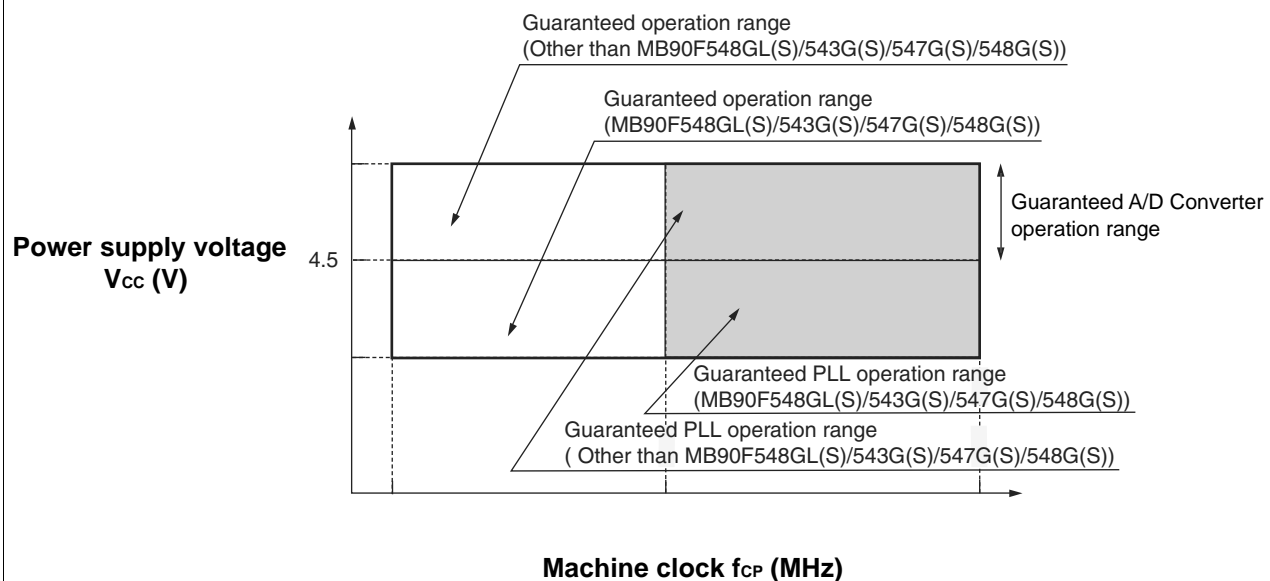 Guaranteed operation range
(Other than MB90F548GL(S)/543G(S)/547G(S)/548G(S))
Guaranteed operation range
(MB90F548GL(S)/543G(S)/547G(S)/548G(S))
Guaranteed A/D Converter
operation range
Power supply voltage
VCC (V)
4.5
Guaranteed PLL operation range
(MB90F548GL(S)/543G(S)/547G(S)/548G(S))
Guaranteed PLL operation range
( Other than MB90F548GL(S)/543G(S)/547G(S)/548G(S))
Machine clock fCP (MHz)